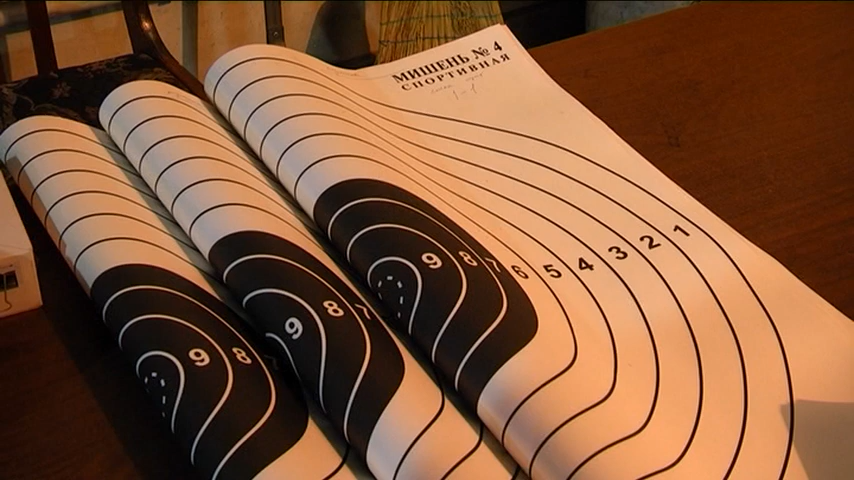 МИШЕНЬ № 4
СПОРТИВНАЯ
9 8 7 6 5 4 3 2 1
9 8 7
9 8